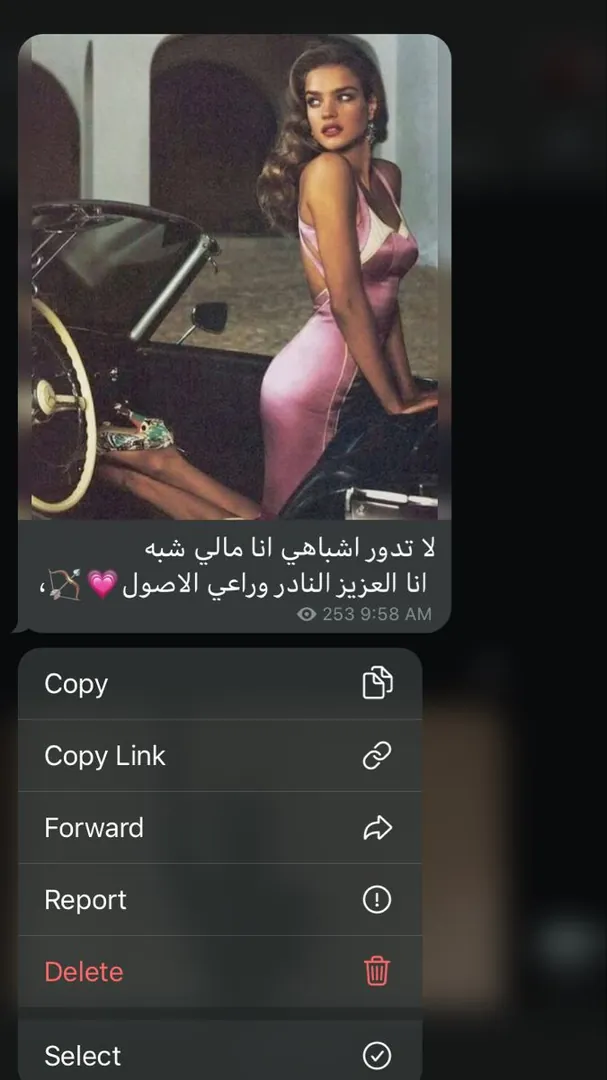 لا تدور اشباهي انا مالي شبه
انا العزيز النادر وراعي الاصول💗🏹،
253 9:58 AM
Copy
Copy Link
Forward
Report
Delete
Select